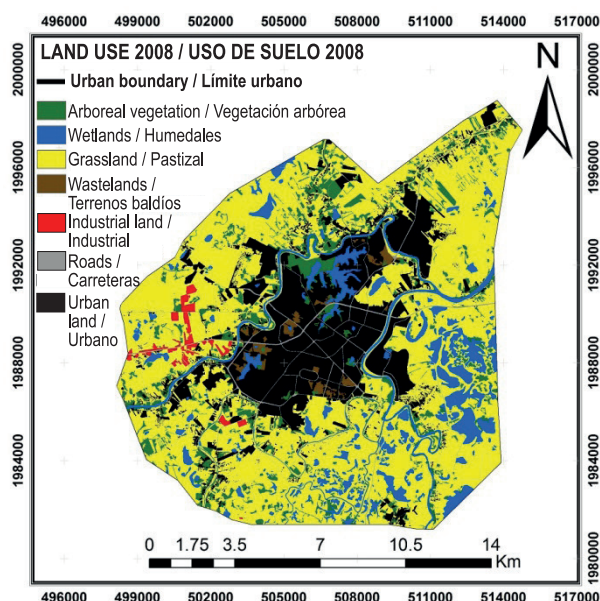 496000 499000 502000 505000 508000 511000 514000 517000
LAND USE 2008 / USO DE SUELO 2008
Urban boundary / Límite urbano
Arboreal vegetation / Vegetación arbórea
Wetlands / Humedales
Grassland / Pastizal
Wastelands /
Terrenos baldíos
Industrial land /
Industrial
Roads /
Carreteras
Urban
land /
Urbano
N
2000000
1996000
1992000
1988000
1984000
1980000
2000000
1996000
1992000
1988000
1984000
1980000
0 1.75 3.5 7 10.5 14
Km
496000 499000 502000 505000 508000 511000 514000 517000